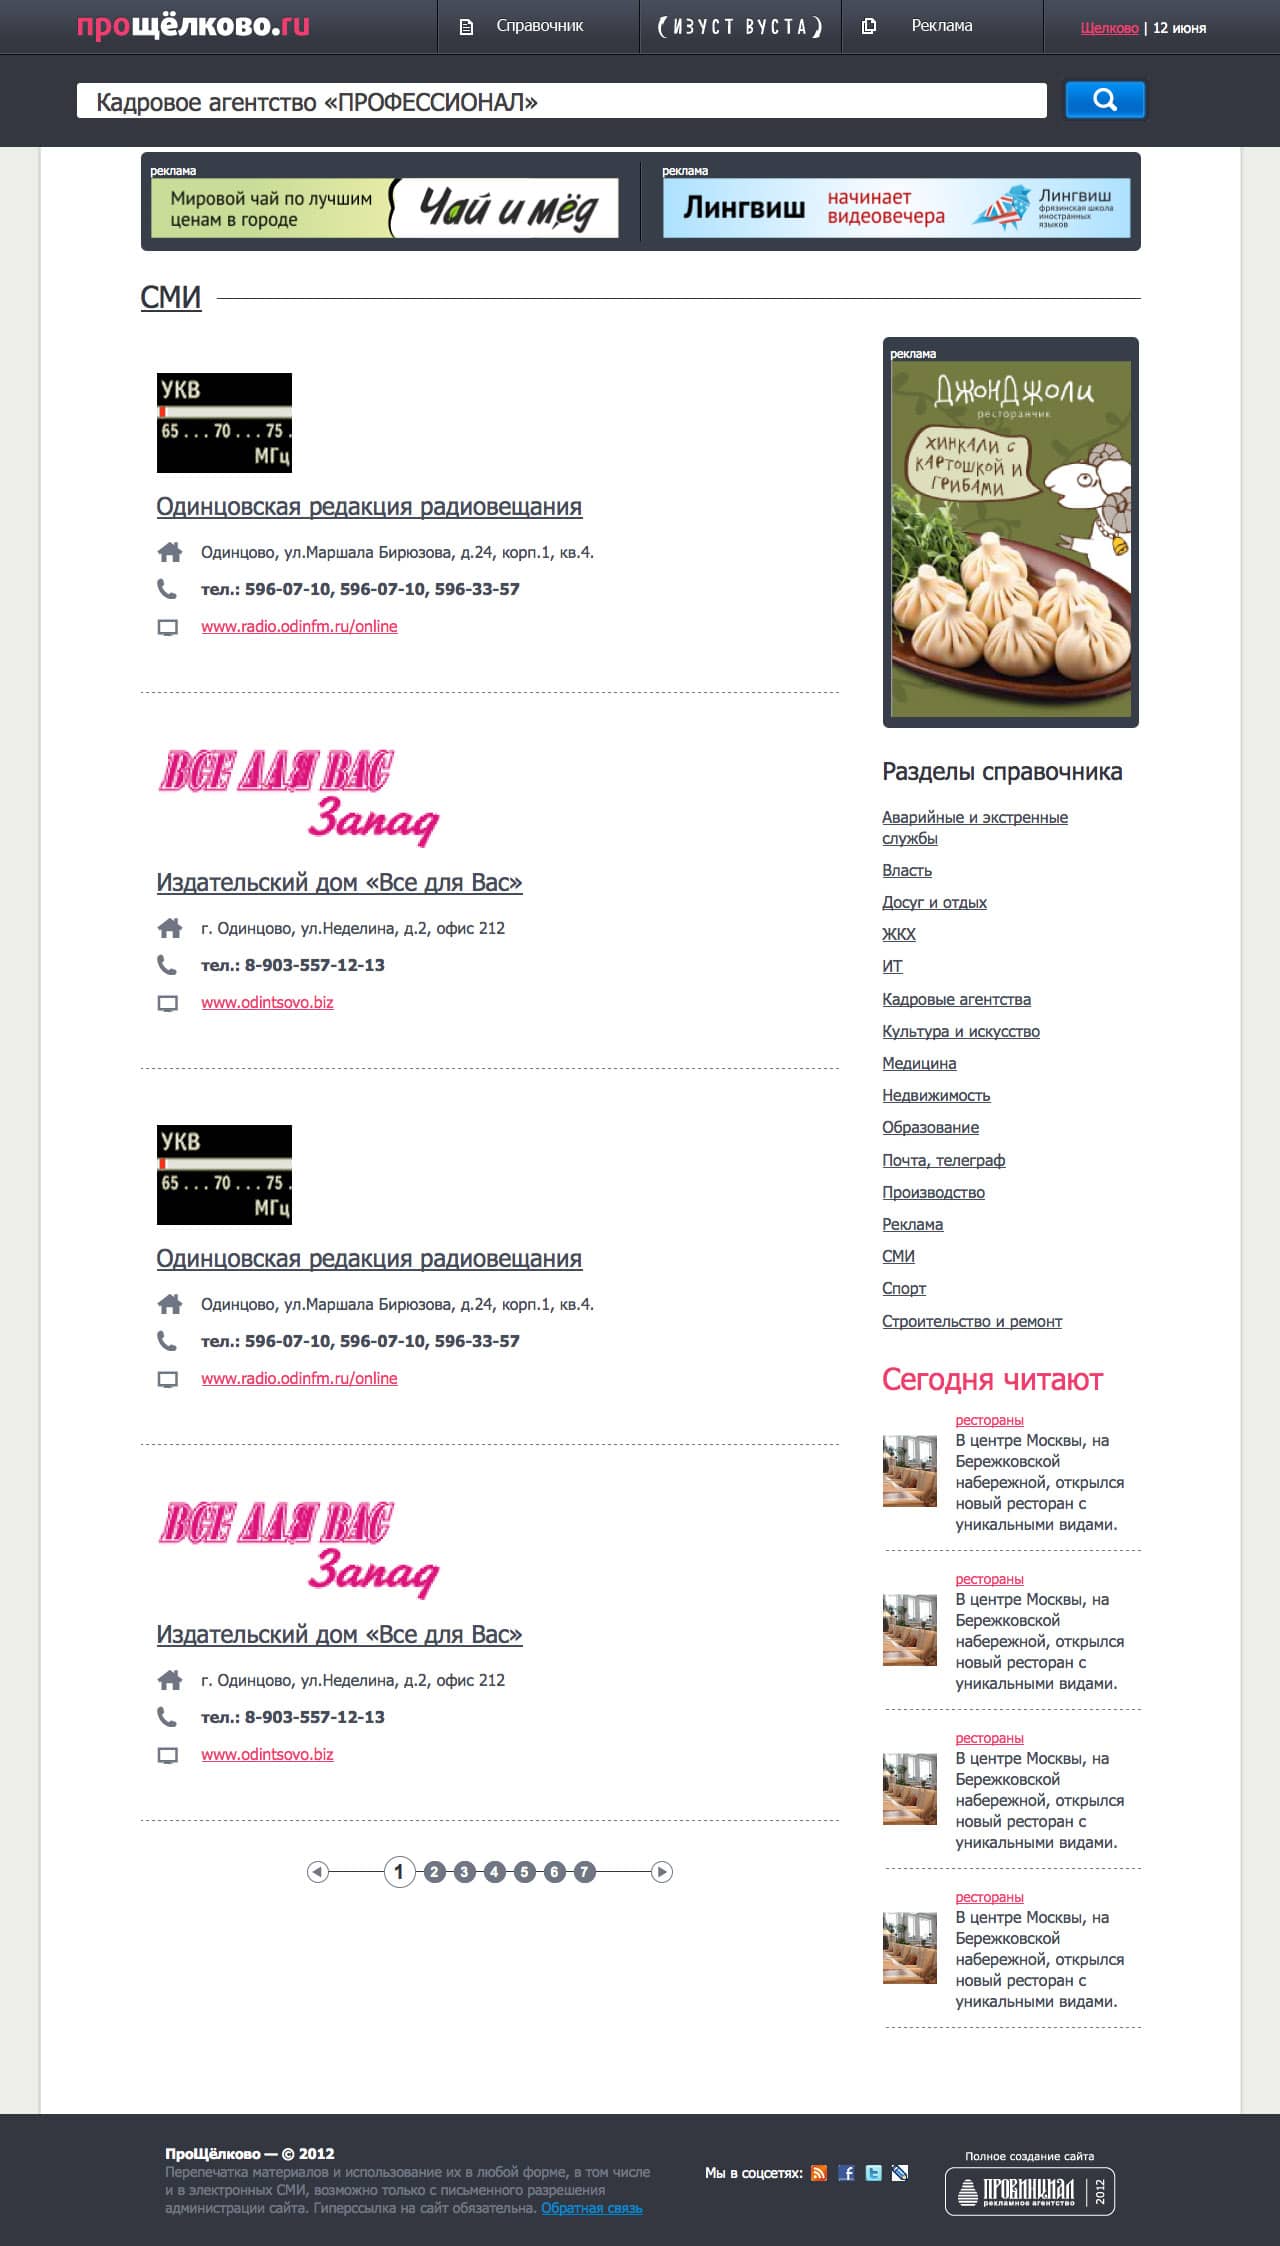 прощёлково.ru
Справочник
(ИЗУСТ ВУСТА)
Реклама
Щелково | 12 июня
Кадровое агентство «ПРОФЕССИОНАЛ»
реклама
Мировой чай по лучшим
ценам в городе
Чай и мёд
реклама
Лингвиш
начинает
видеовечера
Лингвиш
фрязинская школа
иностранных
языков
СМИ
УКВ
65...70...75.
МГц
Одинцовская редакция радиовещания
Одинцово, ул.Маршала Бирюзова, д.24, корп.1, кв.4.
тел.: 596-07-10, 596-07-10, 596-33-57
www.radio.odinfm.ru/online
ВСЕ ДЛЯ ВАС
Запад
Издательский дом «Все для Вас»
г. Одинцово, ул.Неделина, д.2, офис 212
тел.: 8-903-557-12-13
www.odintsovo.biz
УКВ
65...70...75.
МГц
Одинцовская редакция радиовещания
Одинцово, ул.Маршала Бирюзова, д.24, корп.1, кв.4.
тел.: 596-07-10, 596-07-10, 596-33-57
www.radio.odinfm.ru/online
ВСЕ ДЛЯ ВАС
Запад
Издательский дом «Все для Вас»
г. Одинцово, ул.Неделина, д.2, офис 212
тел.: 8-903-557-12-13
www.odintsovo.biz
1 2 3 4 5 6 7
реклама
ДжонДжоли
ресторанчик
ХИНКАЛИ С
КАРТОШКОЙ И
ГРИБАМИ
Разделы справочника
Аварийные и экстренные
службы
Власть
Досуг и отдых
ЖКХ
ИТ
Кадровые агентства
Культура и искусство
Медицина
Недвижимость
Образование
Почта, телеграф
Производство
Реклама
СМИ
Спорт
Строительство и ремонт
Сегодня читают
рестораны
В центре Москвы, на
Бережковской
набережной, открылся
новый ресторан с
уникальными видами.
рестораны
В центре Москвы, на
Бережковской
набережной, открылся
новый ресторан с
уникальными видами.
рестораны
В центре Москвы, на
Бережковской
набережной, открылся
новый ресторан с
уникальными видами.
рестораны
В центре Москвы, на
Бережковской
набережной, открылся
новый ресторан с
уникальными видами.
ПроЩёлково — © 2012
Перепечатка материалов и использование их в любой форме, в том числе
и в электронных СМИ, возможно только с письменного разрешения
администрации сайта. Гиперссылка на сайт обязательна. Обратная связь
Мы в соцсетях:
Полное создание сайта
ПРОВИНЦИАЛ
рекламное агентство
2012